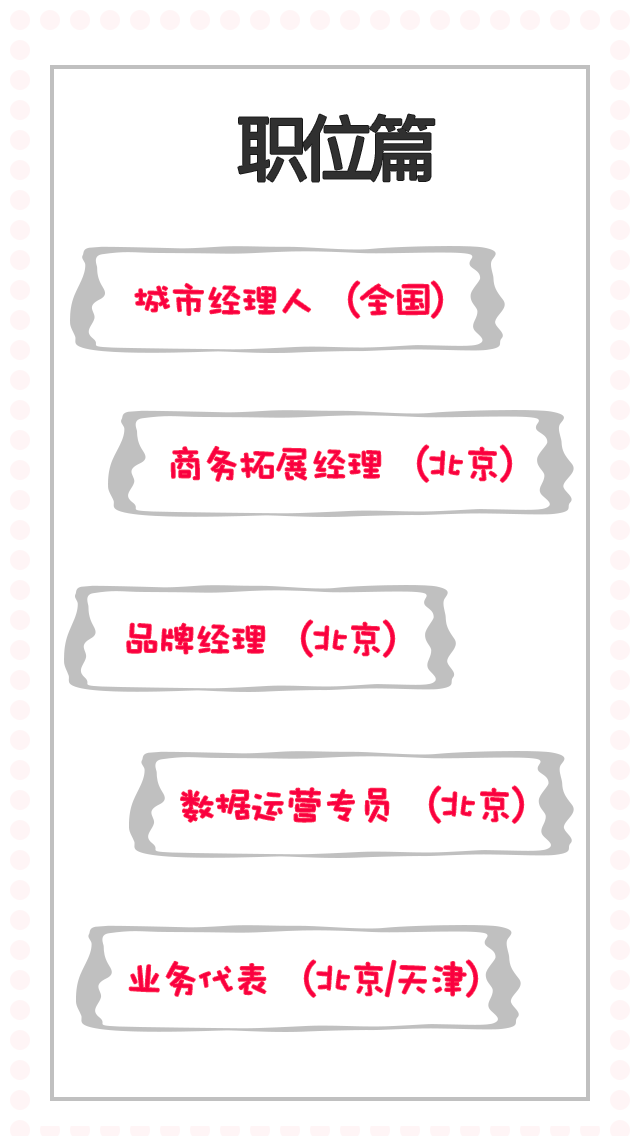 职位篇
城市经理人 （全国）
商务拓展经理 （北京）
品牌经理 （北京）
数据运营专员 （北京）
业务代表 （北京/天津）